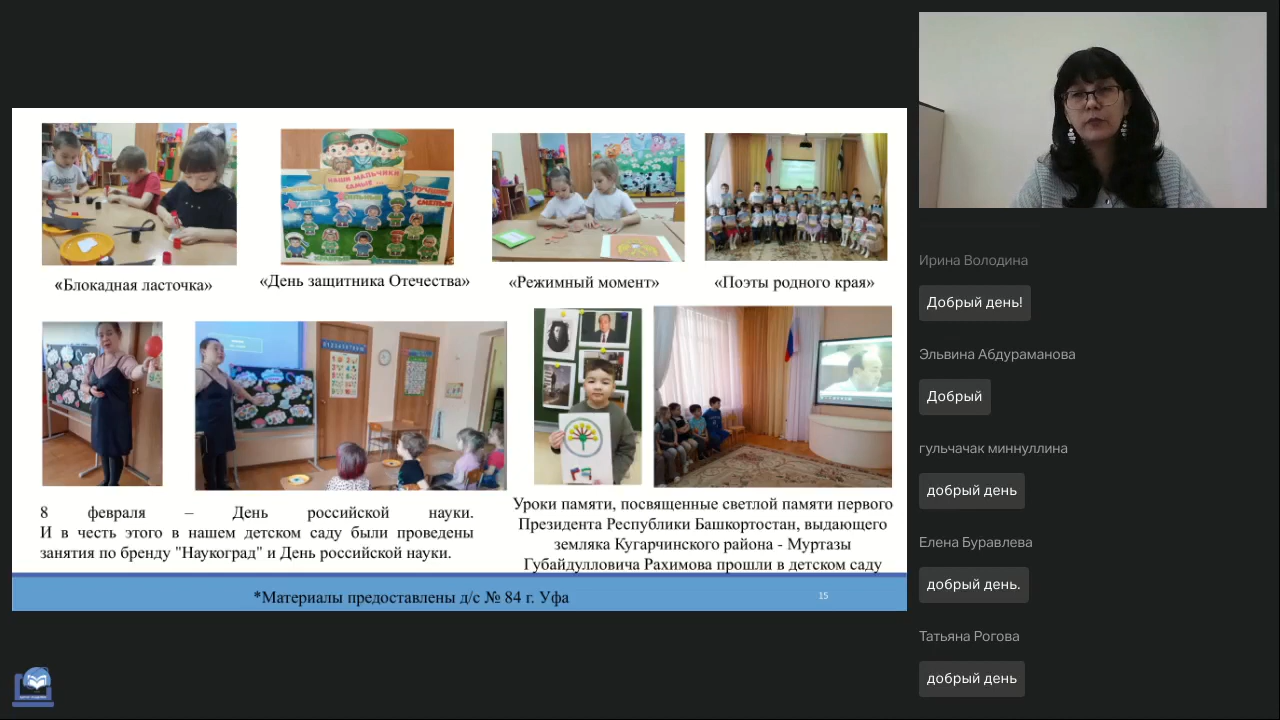 «Блокадная ласточка»
«День защитника Отечества»
«Режимный момент»
«Поэты родного края»
НАШИ МАЛЬЧИКИ
САМЫЕ...
8 февраля – День российской науки.
И в честь этого в нашем детском саду были проведены
занятия по бренду "Наукоград" и День российской науки.
Уроки памяти, посвященные светлой памяти первого
Президента Республики Башкортостан, выдающего
земляка Кугарчинского района - Муртазы
Губайдулловича Рахимова прошли в детском саду
*Материалы предоставлены д/с № 84 г. Уфа
15
Ирина Володина
Добрый день!
Эльвина Абдураманова
Добрый
гульчачак миннуллина
добрый день
Елена Буравлева
добрый день.
Татьяна Рогова
добрый день